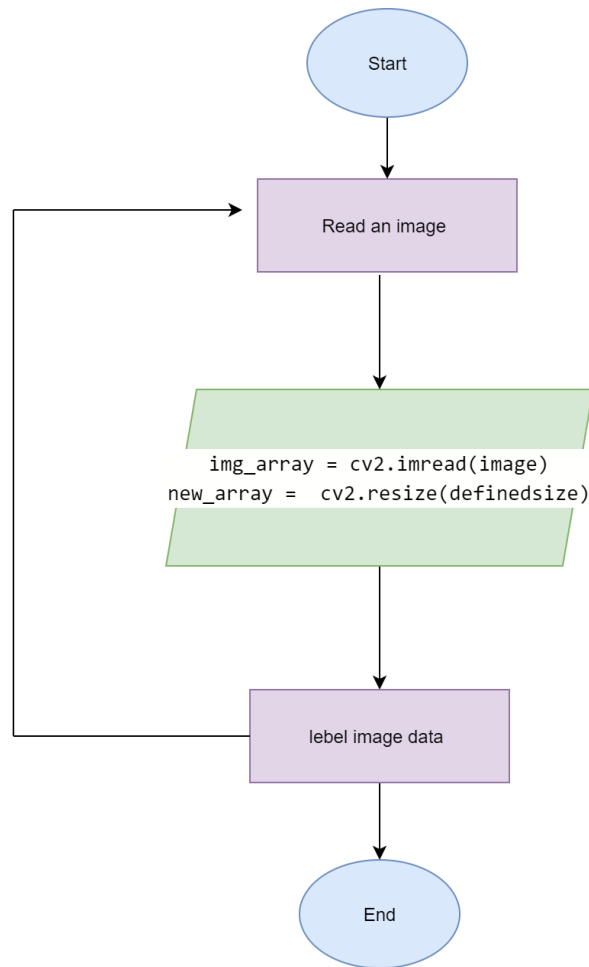 Start
Read an image
img_array = cv2.imread(image)
new_array =  cv2.resize(definedsize)
lebel image data
End